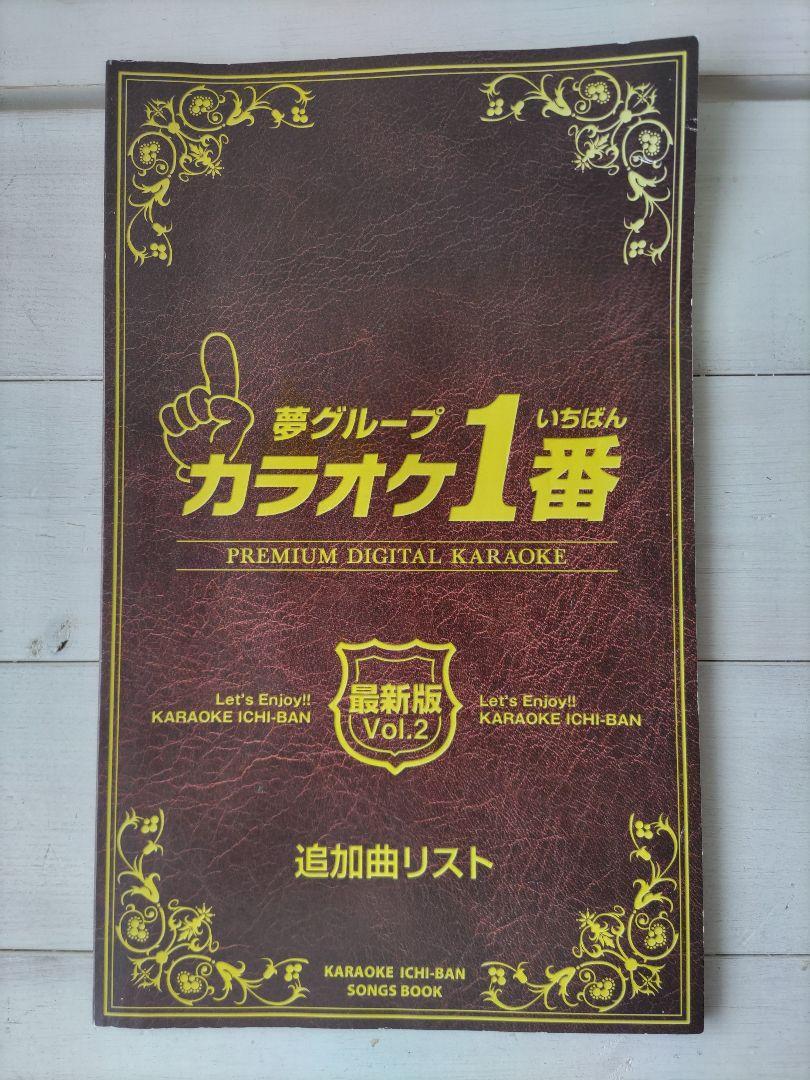 夢グループ
いちばん
カラオケ1番
PREMIUM DIGITAL KARAOKE
Let's Enjoy!!
KARAOKE ICHI-BAN
最新版
Vol.2
Let's Enjoy!!
KARAOKE ICHI-BAN
追加曲リスト
KARAOKE ICHI-BAN
SONGS BOOK